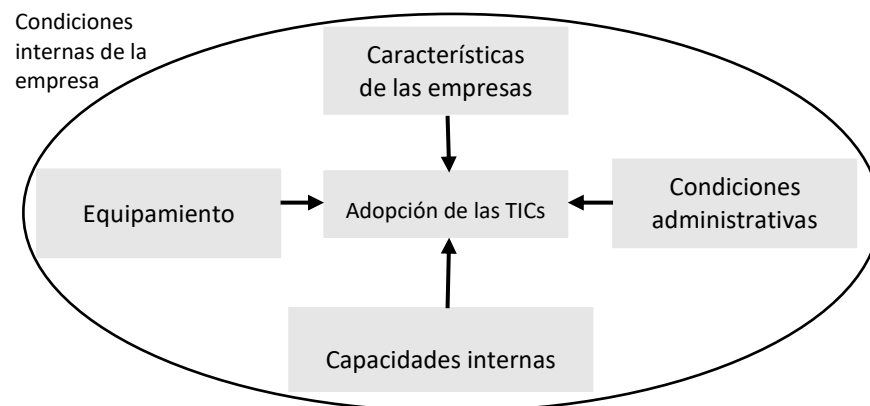 Condiciones
internas de la
empresa
Características
de las empresas
Equipamiento
Adopción de las TICs
Condiciones
administrativas
Capacidades internas